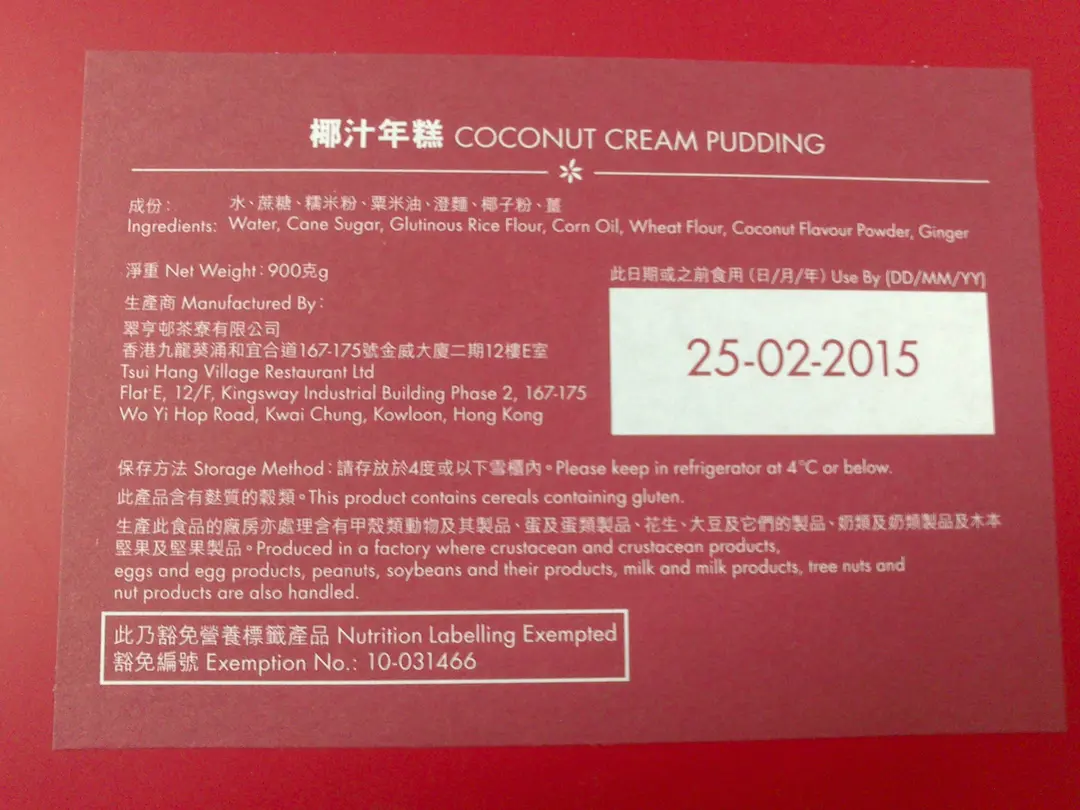 椰汁年糕 COCONUT CREAM PUDDING
成份： 水、蔗糖、糯米粉、粟米油、澄麵、椰子粉、薑
Ingredients: Water, Cane Sugar, Glutinous Rice Flour, Corn Oil, Wheat Flour, Coconut Flavour Powder, Ginger
淨重 Net Weight：900克g
此日期或之前食用（日/月/年）Use By (DD/MM/YY)
25-02-2015
生產商 Manufactured By：
翠亨邨茶寮有限公司
香港九龍葵涌和宜合道167-175號金威大廈二期12樓E室
Tsui Hang Village Restaurant Ltd
Flat E, 12/F, Kingsway Industrial Building Phase 2, 167-175
Wo Yi Hop Road, Kwai Chung, Kowloon, Hong Kong
保存方法 Storage Method：請存放於4度或以下雪櫃內。Please keep in refrigerator at 4°C or below.
此產品含有麩質的穀類。This product contains cereals containing gluten.
生產此食品的廠房亦處理含有甲殼類動物及其製品、蛋及蛋類製品、花生、大豆及它們的製品、奶類及奶類製品及木本
堅果及堅果製品。Produced in a factory where crustacean and crustacean products,
eggs and egg products, peanuts, soybeans and their products, milk and milk products, tree nuts and
nut products are also handled.
此乃豁免營養標籤產品 Nutrition Labelling Exempted
豁免編號 Exemption No.: 10-031466